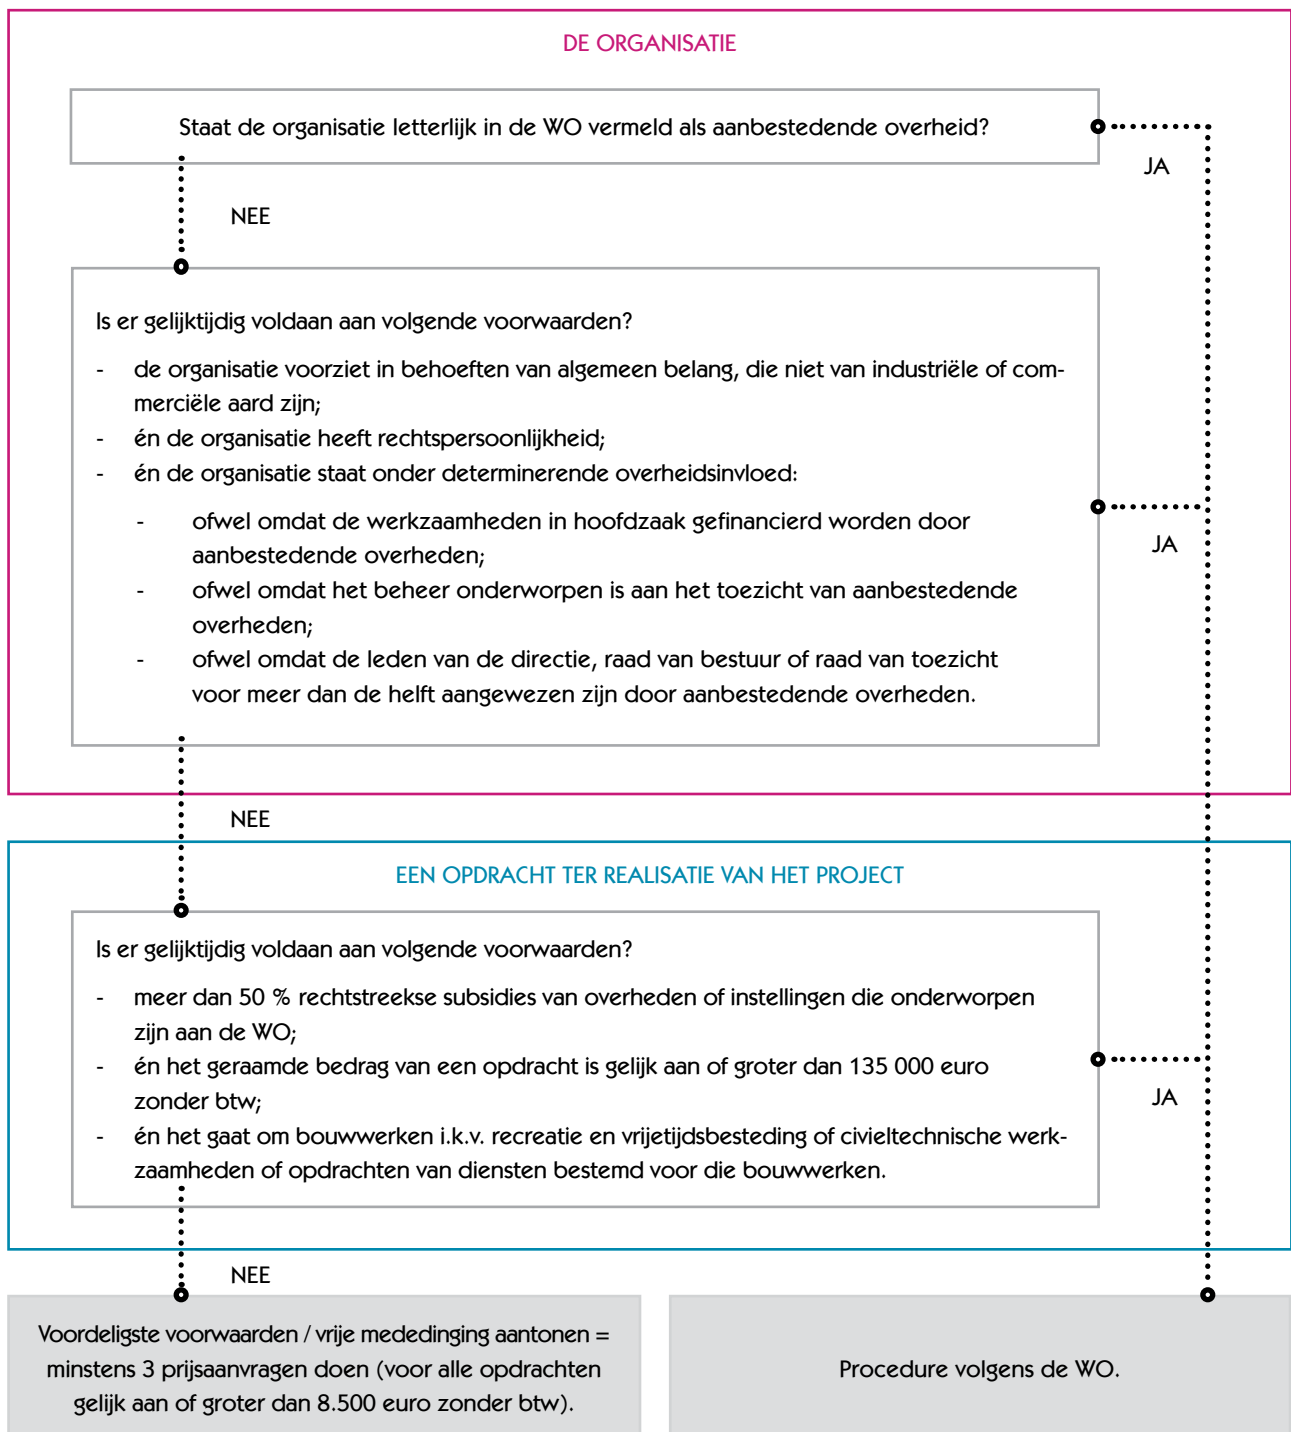 DE ORGANISATIE
Staat de organisatie letterlijk in de WO vermeld als aanbestedende overheid?
JA
NEE
Is er gelijktijdig voldaan aan volgende voorwaarden?
- de organisatie voorziet in behoeften van algemeen belang, die niet van industriële of com-
merciële aard zijn;
- én de organisatie heeft rechtspersoonlijkheid;
- én de organisatie staat onder determinerende overheidsinvloed:
- ofwel omdat de werkzaamheden in hoofdzaak gefinancierd worden door
aanbestedende overheden;
- ofwel omdat het beheer onderworpen is aan het toezicht van aanbestedende
overheden;
- ofwel omdat de leden van de directie, raad van bestuur of raad van toezicht
voor meer dan de helft aangewezen zijn door aanbestedende overheden.
JA
NEE
EEN OPDRACHT TER REALISATIE VAN HET PROJECT
Is er gelijktijdig voldaan aan volgende voorwaarden?
- meer dan 50 % rechtstreekse subsidies van overheden of instellingen die onderworpen
zijn aan de WO;
- én het geraamde bedrag van een opdracht is gelijk aan of groter dan 135 000 euro
zonder btw;
- én het gaat om bouwwerken i.k.v. recreatie en vrijetijdsbesteding of civieltechnische werk-
zaamheden of opdrachten van diensten bestemd voor die bouwwerken.
JA
NEE
Voordeligste voorwaarden / vrije mededinging aantonen =
minstens 3 prijsaanvragen doen (voor alle opdrachten
gelijk aan of groter dan 8.500 euro zonder btw).
Procedure volgens de WO.